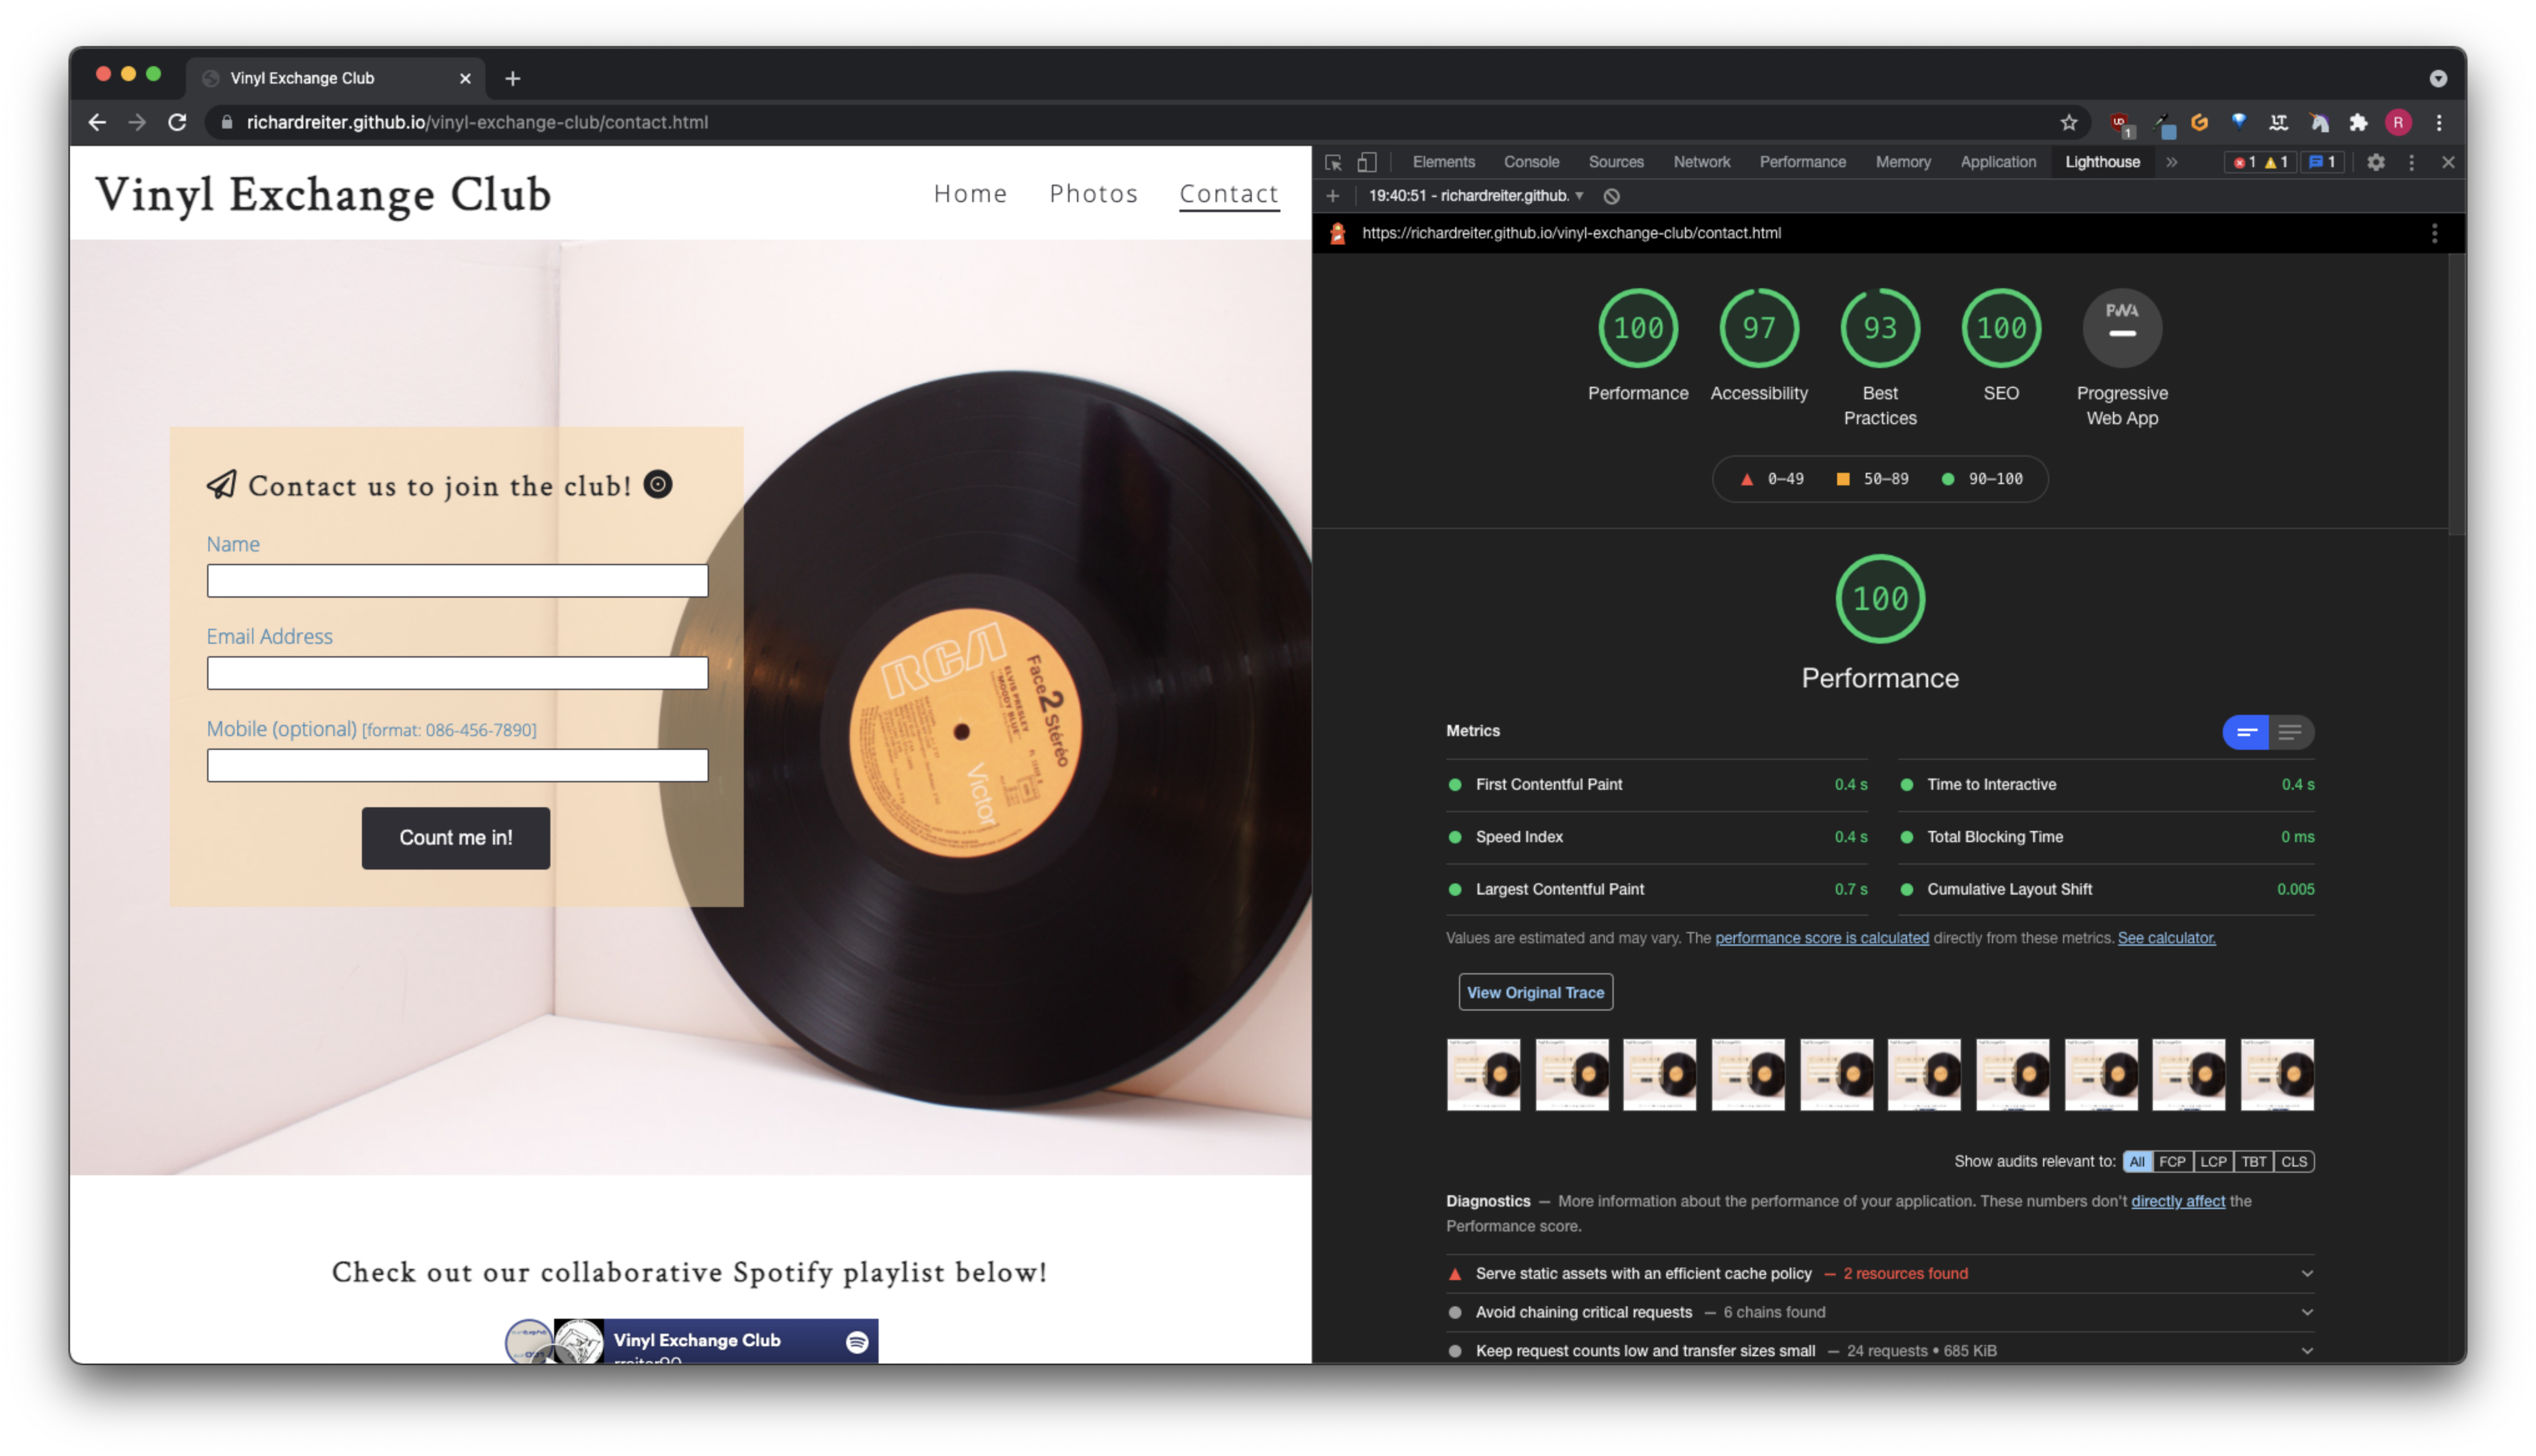 Vinyl Exchange Club
richardreiter.github.io/vinyl-exchange-club/contact.html
1
R
Vinyl Exchange Club
Home Photos Contact
Contact us to join the club!
Name
Email Address
Mobile (optional) [format: 086-456-7890]
Count me in!
RCA
Face 2 Stéréo
ELVIS PRESLEY
"MOODY BLUE"
Victor
Check out our collaborative Spotify playlist below!
Vinyl Exchange Club
Elements Console Sources Network Performance Memory Application Lighthouse 1 1 1
19:40:51 - richardreiter.github.
https://richardreiter.github.io/vinyl-exchange-club/contact.html
100 97 93 100 PWA
Performance Accessibility Best Practices SEO Progressive Web App
0–49 50–89 90–100
100
Performance
Metrics
First Contentful Paint 0.4 s Time to Interactive 0.4 s
Speed Index 0.4 s Total Blocking Time 0 ms
Largest Contentful Paint 0.7 s Cumulative Layout Shift 0.005
Values are estimated and may vary. The performance score is calculated directly from these metrics. See calculator.
View Original Trace
Show audits relevant to: All FCP LCP TBT CLS
Diagnostics — More information about the performance of your application. These numbers don't directly affect the
Performance score.
Serve static assets with an efficient cache policy — 2 resources found
Avoid chaining critical requests — 6 chains found
Keep request counts low and transfer sizes small — 24 requests • 685 KiB